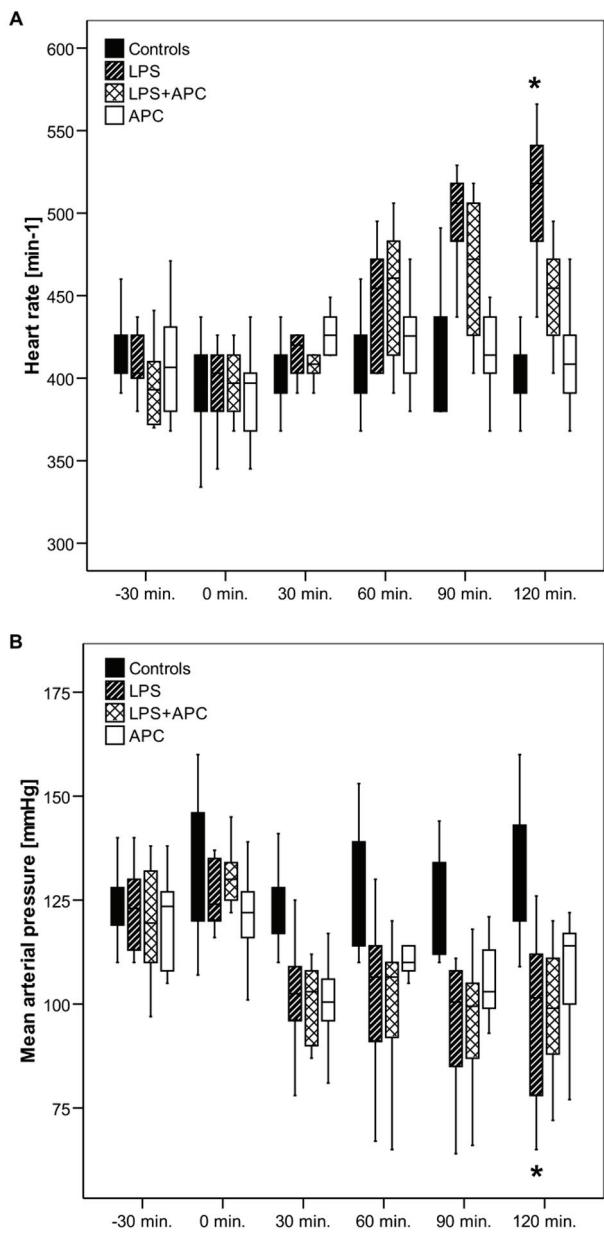 A
Controls
LPS
LPS+APC
APC
*
600
550
500
450
400
350
300
Heart rate [min-1]
-30 min. 0 min. 30 min. 60 min. 90 min. 120 min.
B
Controls
LPS
LPS+APC
APC
175
150
125
100
75
Mean arterial pressure [mmHg]
*
-30 min. 0 min. 30 min. 60 min. 90 min. 120 min.